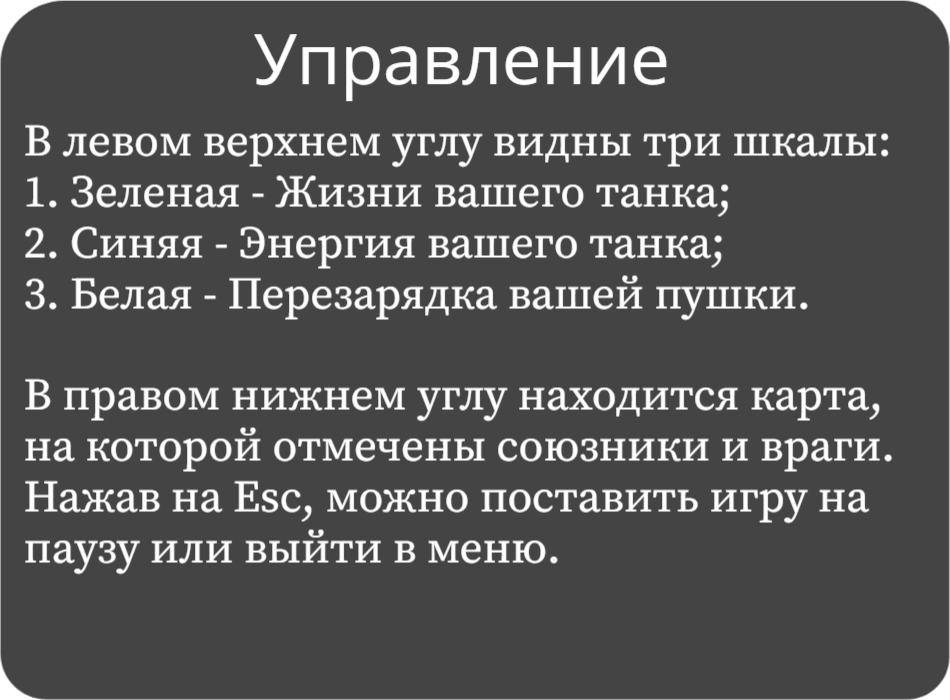 Управление
В левом верхнем углу видны три шкалы:
1. Зеленая - Жизни вашего танка;
2. Синяя - Энергия вашего танка;
3. Белая - Перезарядка вашей пушки.
В правом нижнем углу находится карта,
на которой отмечены союзники и враги.
Нажав на Esc, можно поставить игру на
паузу или выйти в меню.